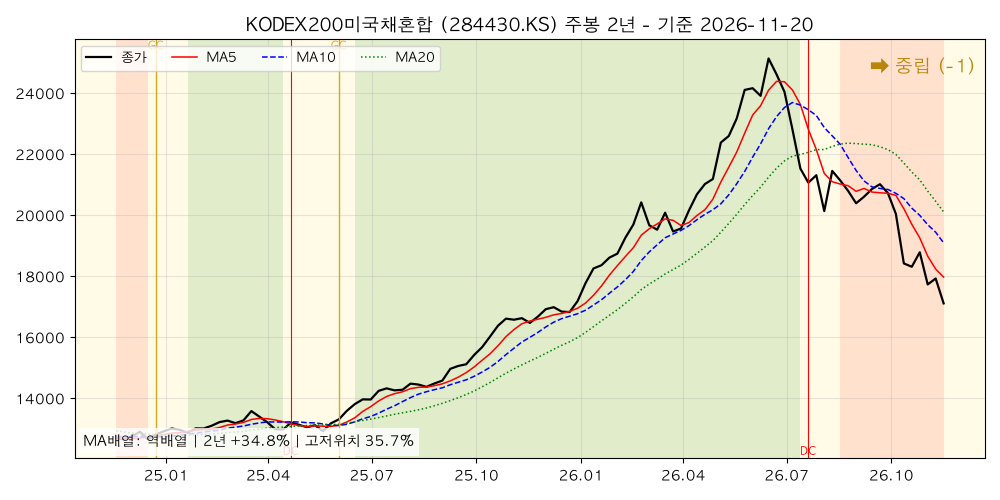 KODEX200미국채혼합 (284430.KS) 주봉 2년 - 기준 2026-11-20
GC GC
종가 MA5 MA10 MA20
➡ 중립 (-1)
24000
22000
20000
18000
16000
14000
MA배열: 역배열 | 2년 +34.8% | 고저위치 35.7%
DC DC
25.01 25.04 25.07 25.10 26.01 26.04 26.07 26.10